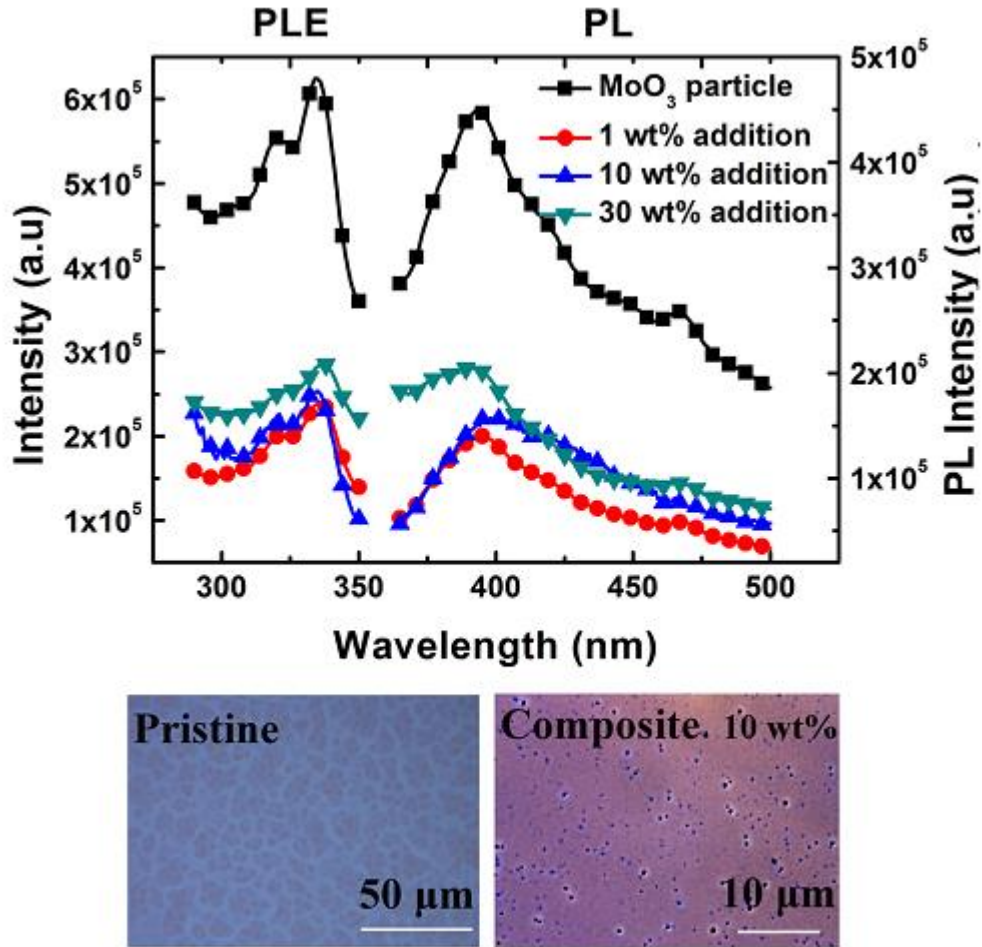 PLE PL
MoO₃ particle
1 wt% addition
10 wt% addition
30 wt% addition
Intensity (a.u)
6x10⁵
5x10⁵
4x10⁵
3x10⁵
2x10⁵
1x10⁵
PL Intensity (a.u)
5x10⁵
4x10⁵
3x10⁵
2x10⁵
1x10⁵
300 350 400 450 500
Wavelength (nm)
Pristine
50 μm
Composite. 10 wt%
10 μm